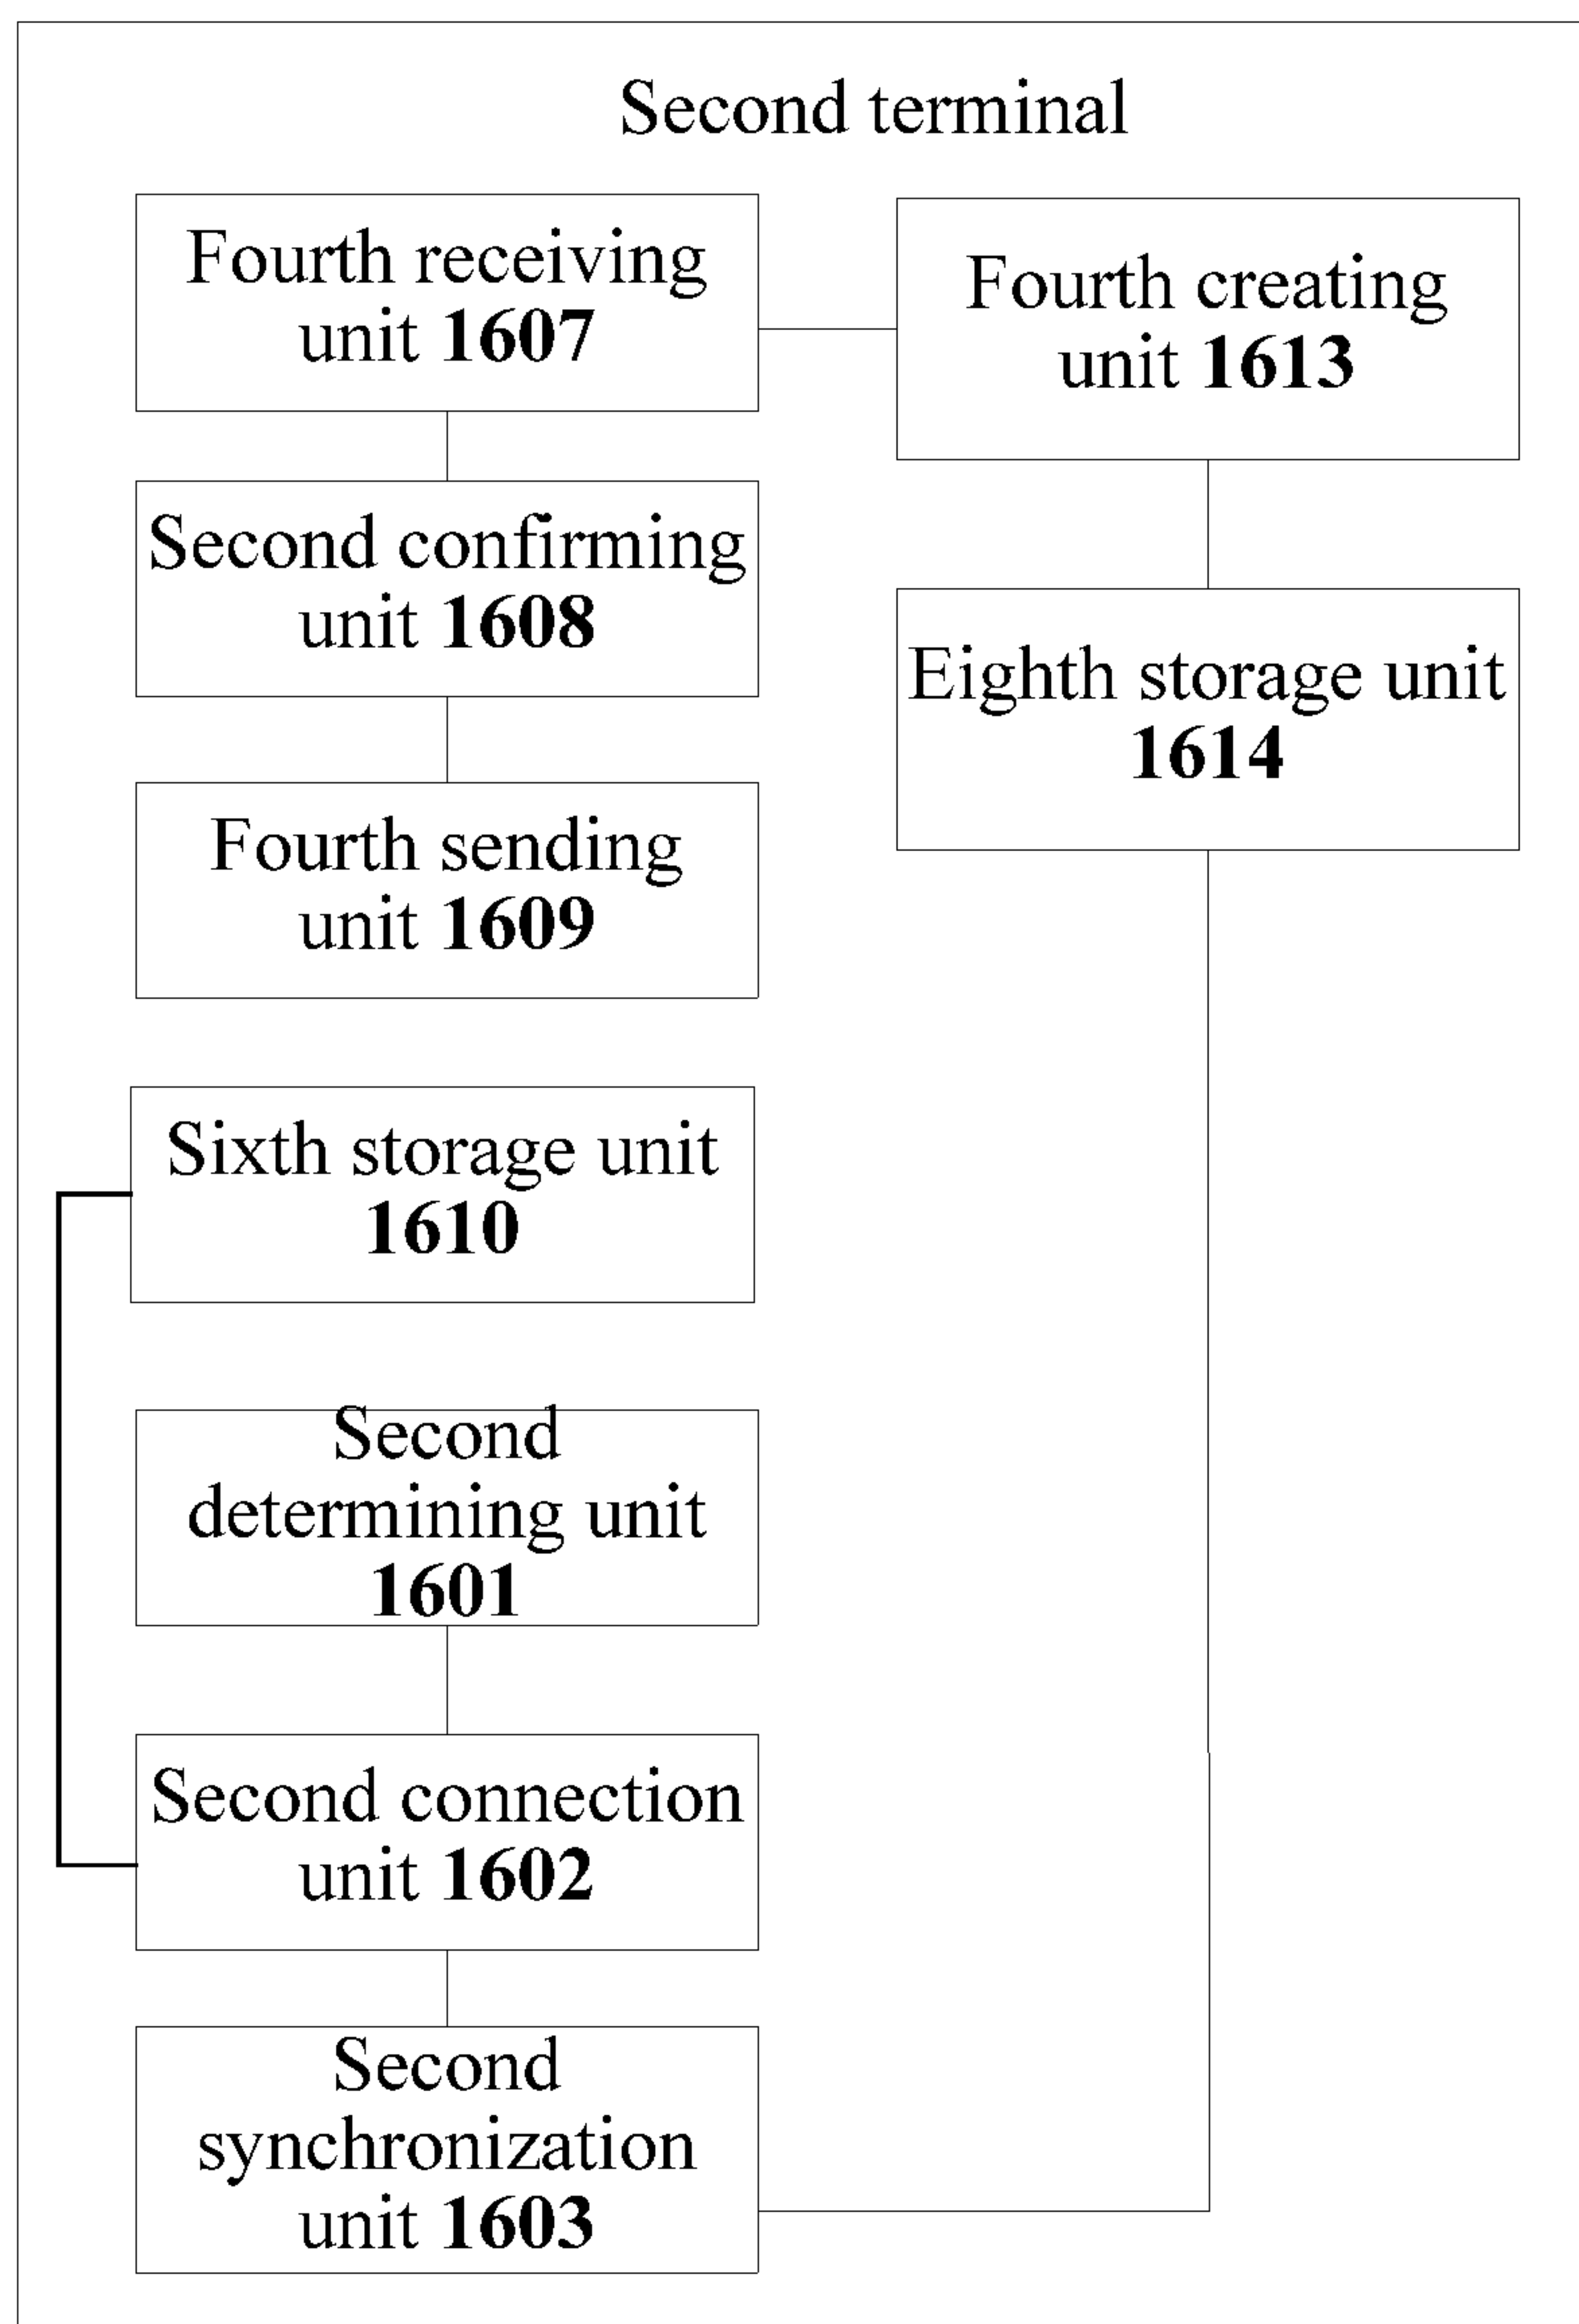 Second terminal
Fourth receiving
unit 1607
Fourth creating
unit 1613
Second confirming
unit 1608
Eighth storage unit
1614
Fourth sending
unit 1609
Sixth storage unit
1610
Second
determining unit
1601
Second connection
unit 1602
Second
synchronization
unit 1603